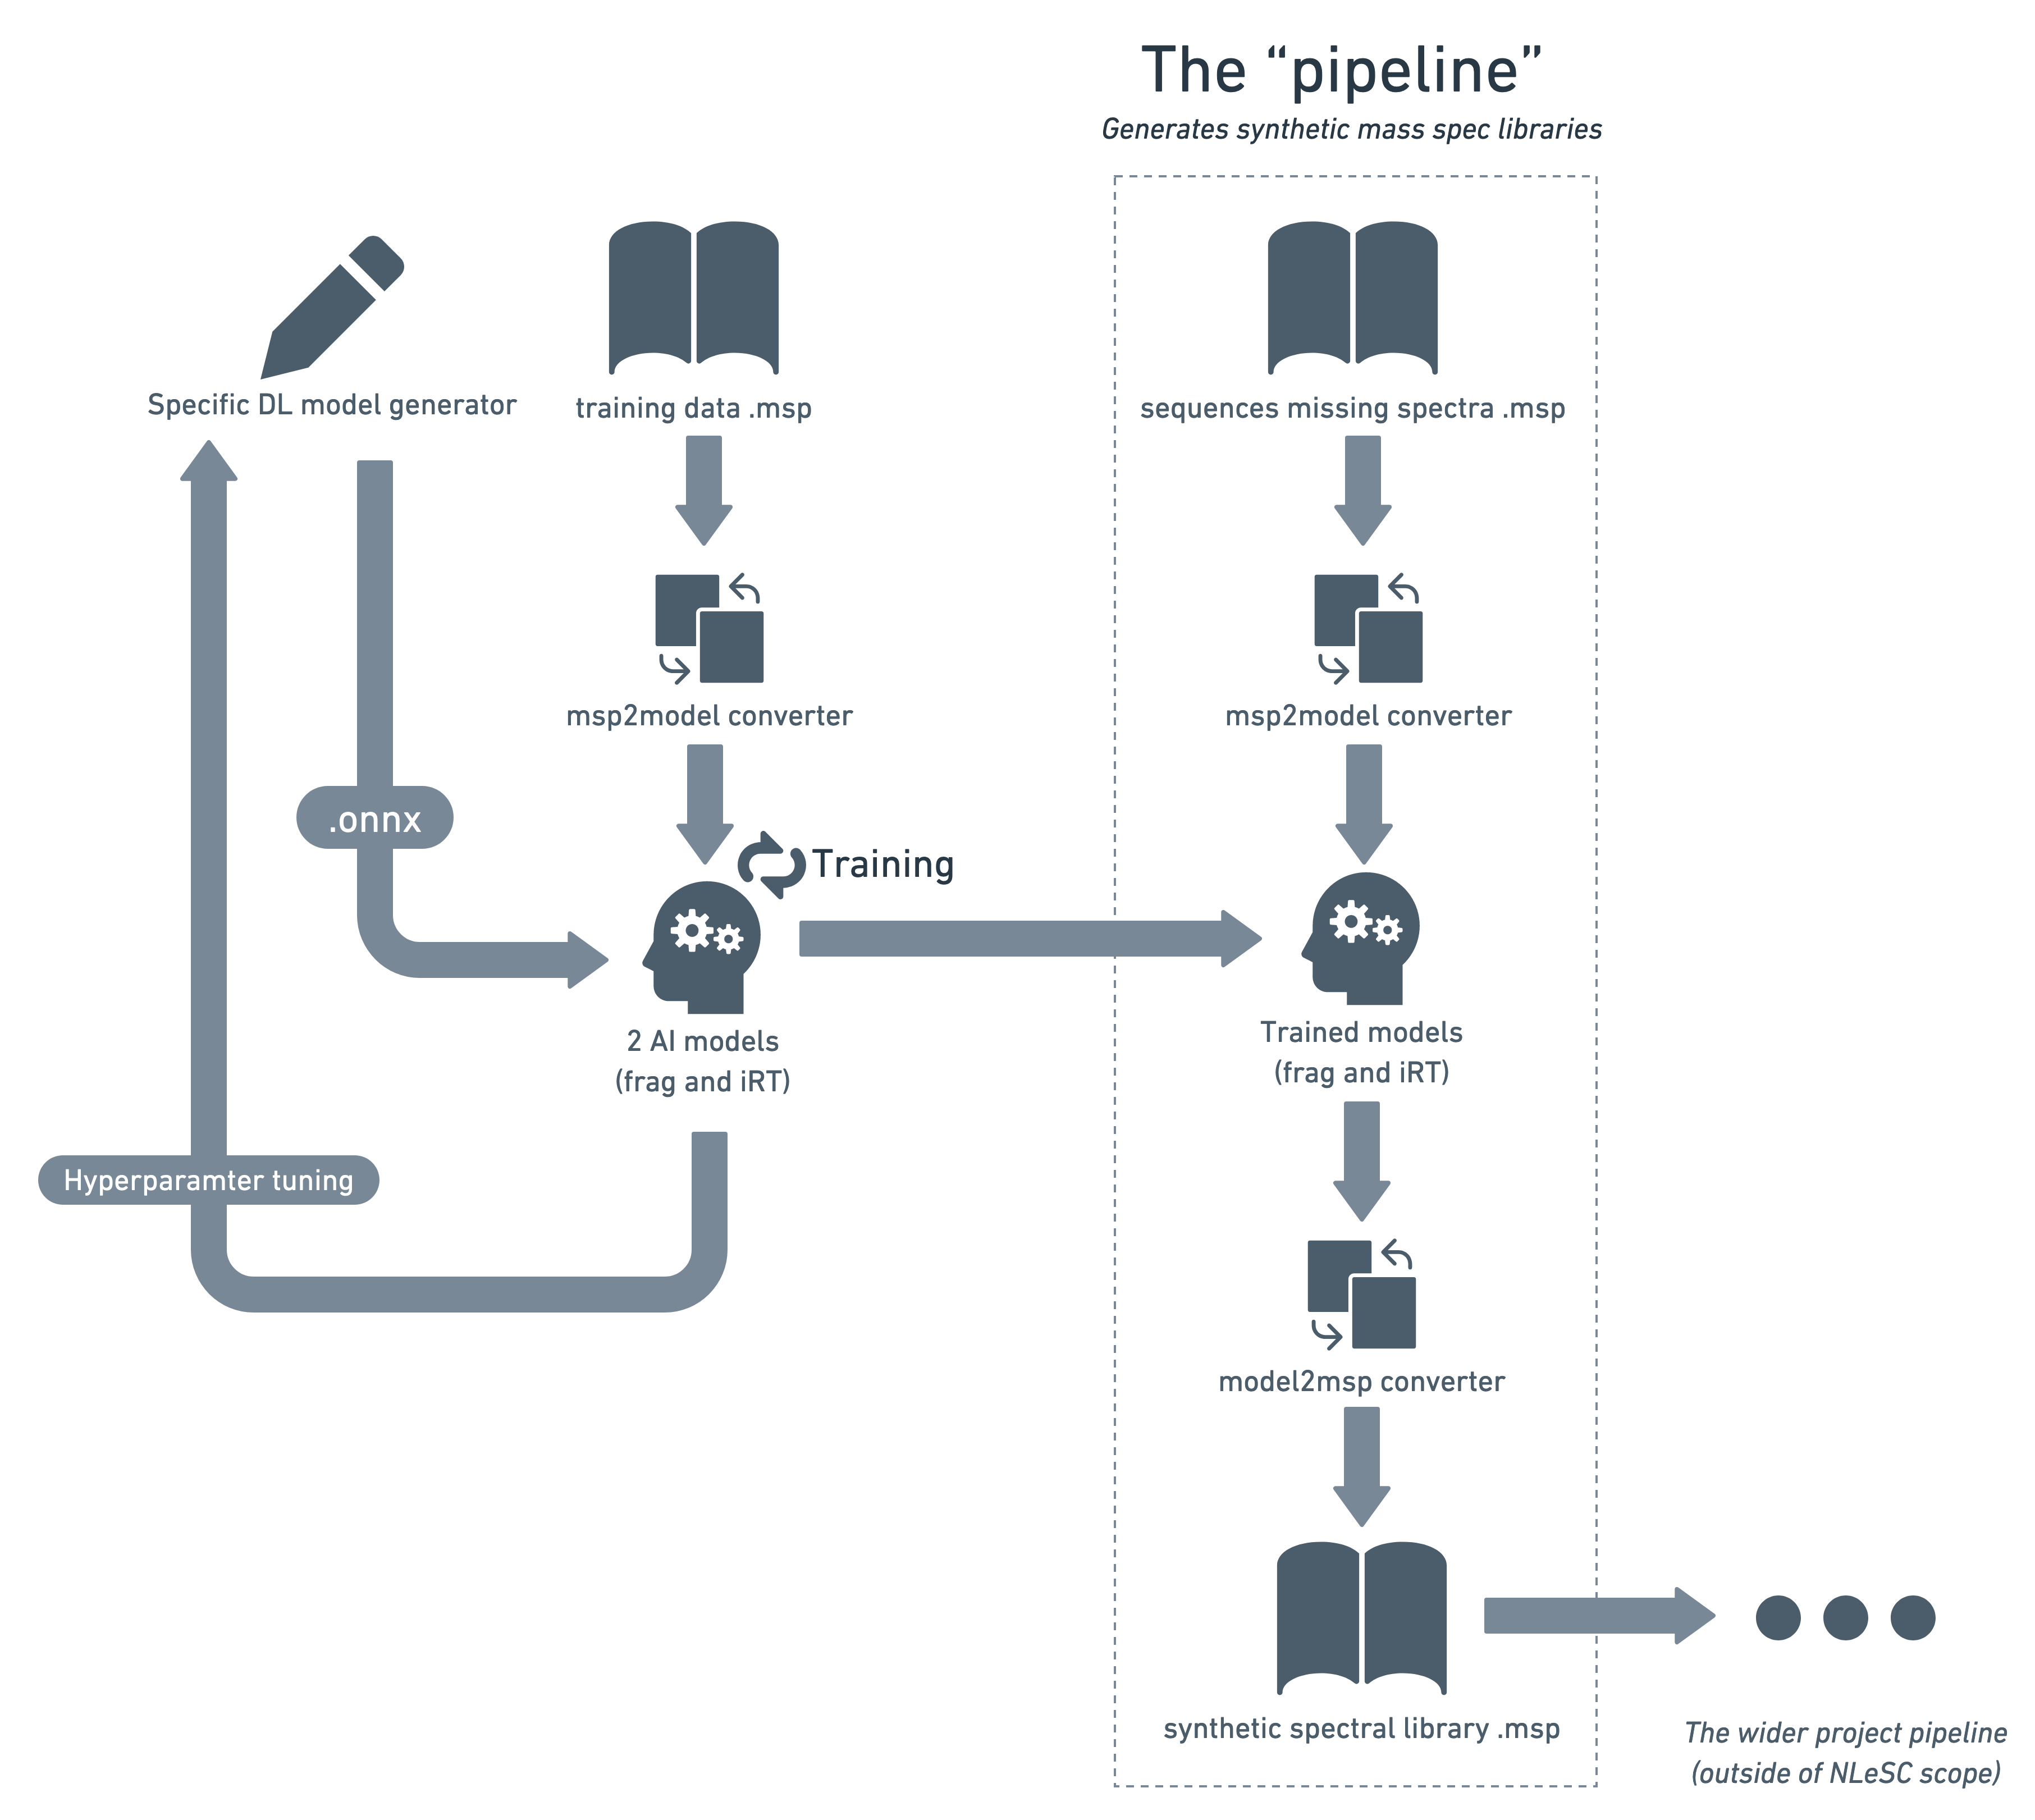 The “pipeline”
Generates synthetic mass spec libraries
Specific DL model generator
training data .msp
sequences missing spectra .msp
msp2model converter
msp2model converter
.onnx
Training
2 AI models
(frag and iRT)
Trained models
(frag and iRT)
Hyperparamter tuning
model2msp converter
synthetic spectral library .msp
The wider project pipeline
(outside of NLeSC scope)